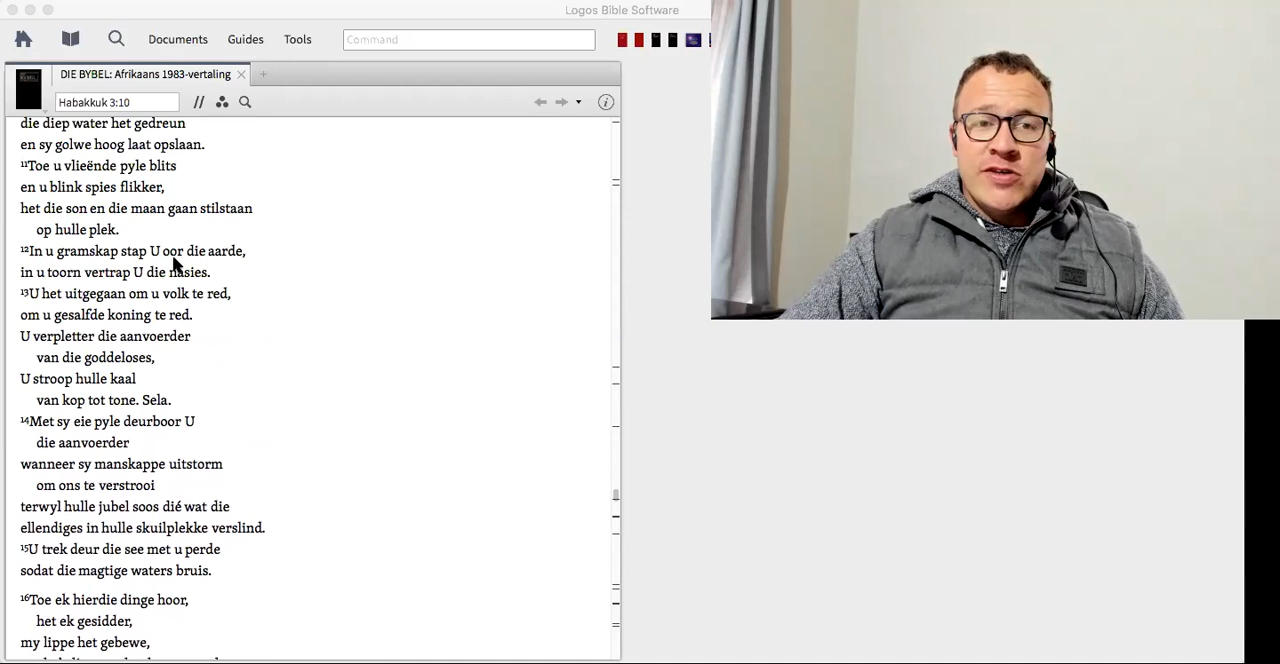 Logos Bible Software
Documents Guides Tools Command
DIE BYBEL: Afrikaans 1983-vertaling
Habakkuk 3:10
die diep water het gedreun
en sy golwe hoog laat opslaan.
¹¹Toe u vlieënde pyle blits
en u blink spies flikker,
het die son en die maan gaan stilstaan
op hulle plek.
¹²In u gramskap stap U oor die aarde,
in u toorn vertrap U die nasies.
¹³U het uitgegaan om u volk te red,
om u gesalfde koning te red.
U verpletter die aanvoerder
van die goddeloses,
U stroop hulle kaal
van kop tot tone. Sela.
¹⁴Met sy eie pyle deurboor U
die aanvoerder
wanneer sy manskappe uitstorm
om ons te verstrooi
terwyl hulle jubel soos dié wat die
ellendiges in hulle skuilplekke verslind.
¹⁵U trek deur die see met u perde
sodat die magtige waters bruis.
¹⁶Toe ek hierdie dinge hoor,
het ek gesidder,
my lippe het gebewe,